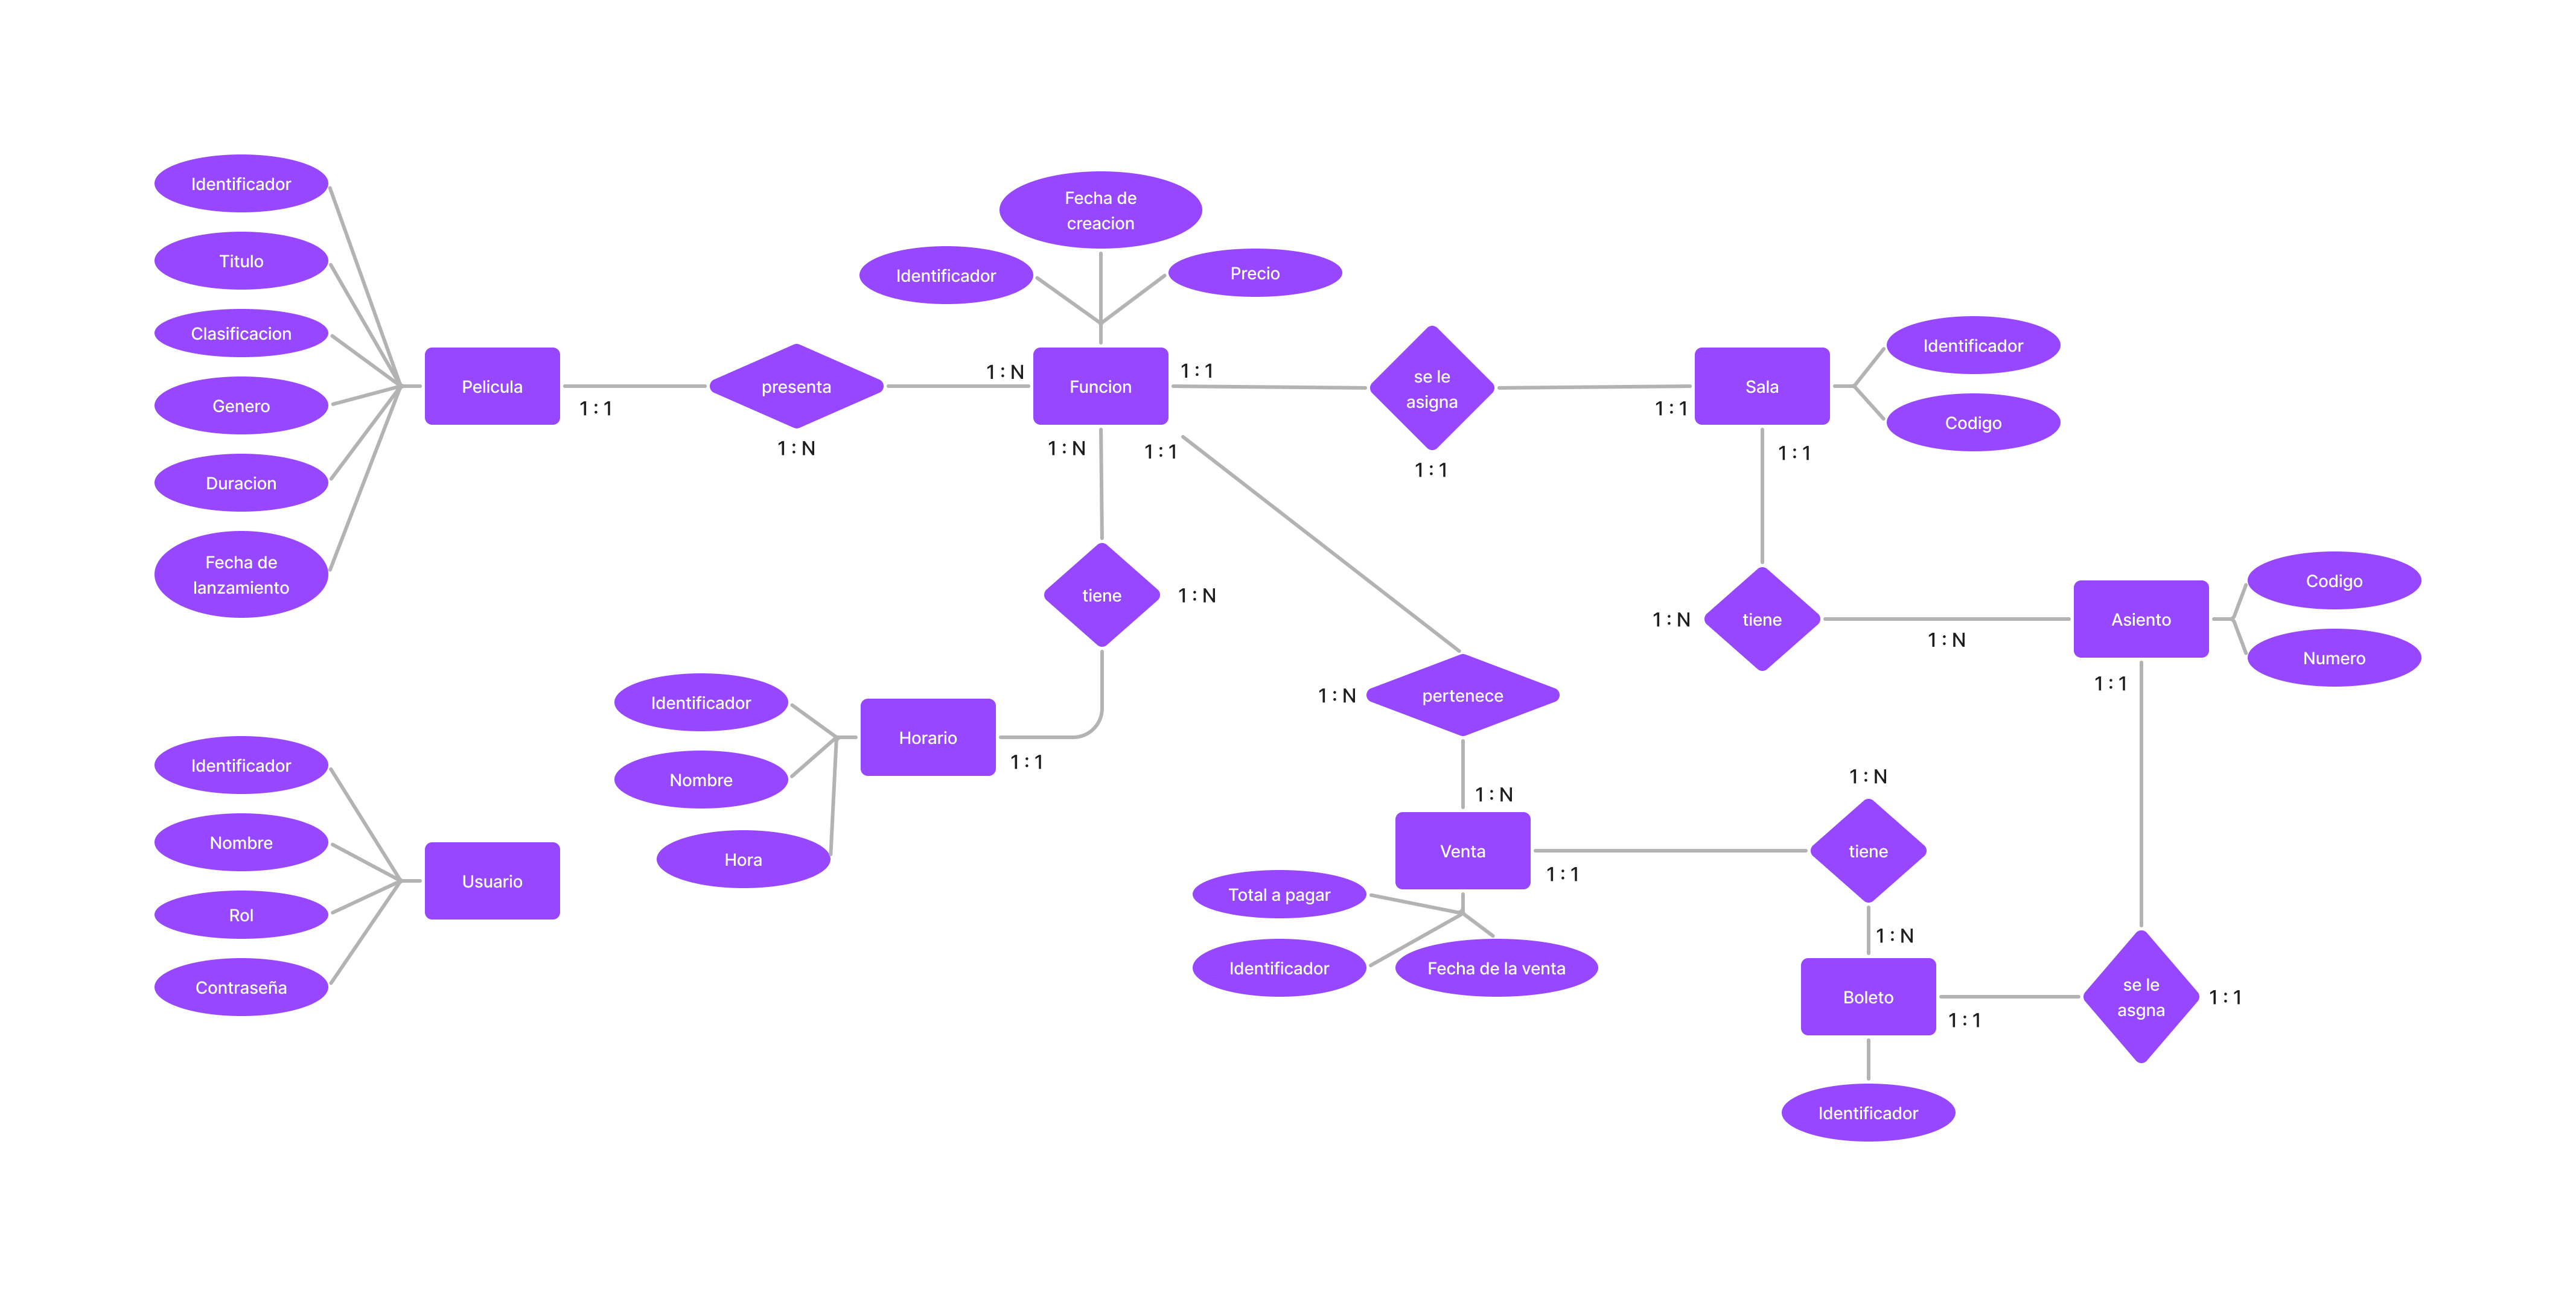 Identificador
Titulo
Clasificacion
Genero
Duracion
Fecha de
lanzamiento
Pelicula
1 : 1
presenta
1 : N
1 : N
Fecha de
creacion
Identificador
Precio
Funcion
1 : 1
1 : N
1 : 1
se le
asigna
1 : 1
1 : 1
Sala
Identificador
Codigo
1 : 1
tiene
1 : N
1 : N
tiene
1 : N
Asiento
Codigo
Numero
1 : 1
Identificador
Nombre
Hora
Horario
1 : 1
1 : N
pertenece
1 : N
Identificador
Nombre
Rol
Contraseña
Usuario
Venta
1 : 1
Total a pagar
Identificador
Fecha de la venta
1 : N
tiene
1 : N
Boleto
1 : 1
se le
asgna
1 : 1
Identificador